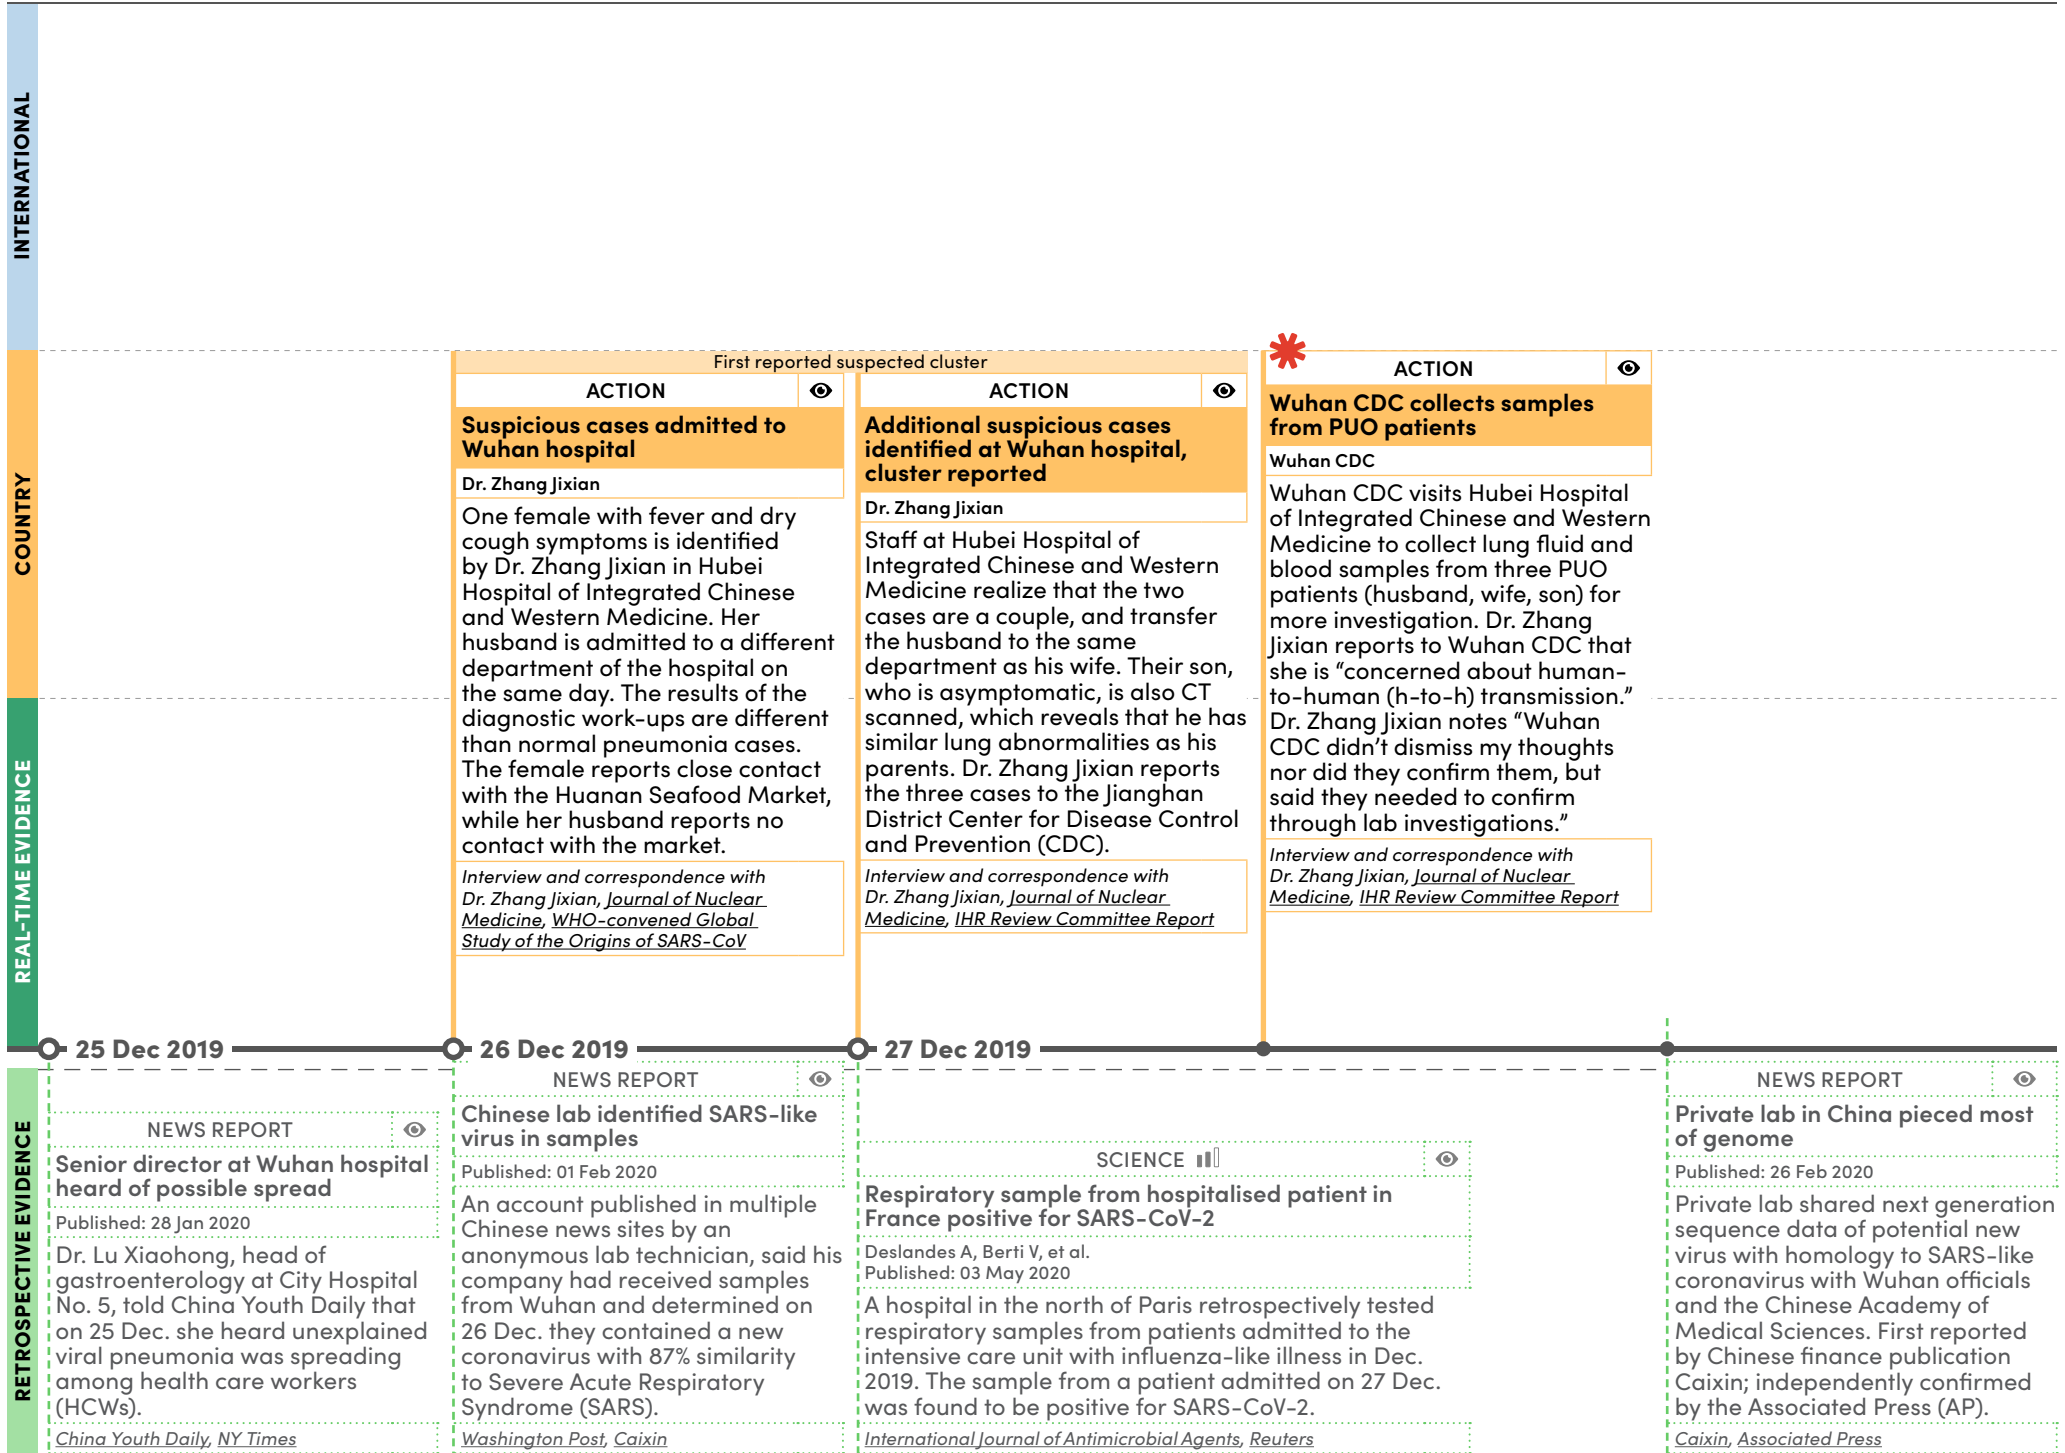 INTERNATIONAL
COUNTRY
REAL-TIME EVIDENCE
RETROSPECTIVE EVIDENCE
First reported suspected cluster
ACTION
Suspicious cases admitted to
Wuhan hospital
Dr. Zhang Jixian
One female with fever and dry
cough symptoms is identified
by Dr. Zhang Jixian in Hubei
Hospital of Integrated Chinese
and Western Medicine. Her
husband is admitted to a different
department of the hospital on
the same day. The results of the
diagnostic work-ups are different
than normal pneumonia cases.
The female reports close contact
with the Huanan Seafood Market,
while her husband reports no
contact with the market.
Interview and correspondence with
Dr. Zhang Jixian, Journal of Nuclear
Medicine, WHO-convened Global
Study of the Origins of SARS-CoV
ACTION
Additional suspicious cases
identified at Wuhan hospital,
cluster reported
Dr. Zhang Jixian
Staff at Hubei Hospital of
Integrated Chinese and Western
Medicine realize that the two
cases are a couple, and transfer
the husband to the same
department as his wife. Their son,
who is asymptomatic, is also CT
scanned, which reveals that he has
similar lung abnormalities as his
parents. Dr. Zhang Jixian reports
the three cases to the Jianghan
District Center for Disease Control
and Prevention (CDC).
Interview and correspondence with
Dr. Zhang Jixian, Journal of Nuclear
Medicine, IHR Review Committee Report
ACTION
Wuhan CDC collects samples
from PUO patients
Wuhan CDC
Wuhan CDC visits Hubei Hospital
of Integrated Chinese and Western
Medicine to collect lung fluid and
blood samples from three PUO
patients (husband, wife, son) for
more investigation. Dr. Zhang
Jixian reports to Wuhan CDC that
she is “concerned about human-
to-human (h-to-h) transmission.”
Dr. Zhang Jixian notes “Wuhan
CDC didn’t dismiss my thoughts
nor did they confirm them, but
said they needed to confirm
through lab investigations.”
Interview and correspondence with
Dr. Zhang Jixian, Journal of Nuclear
Medicine, IHR Review Committee Report
25 Dec 2019
26 Dec 2019
27 Dec 2019
NEWS REPORT
Senior director at Wuhan hospital
heard of possible spread
Published: 28 Jan 2020
Dr. Lu Xiaohong, head of
gastroenterology at City Hospital
No. 5, told China Youth Daily that
on 25 Dec. she heard unexplained
viral pneumonia was spreading
among health care workers
(HCWs).
China Youth Daily, NY Times
NEWS REPORT
Chinese lab identified SARS-like
virus in samples
Published: 01 Feb 2020
An account published in multiple
Chinese news sites by an
anonymous lab technician, said his
company had received samples
from Wuhan and determined on
26 Dec. they contained a new
coronavirus with 87% similarity
to Severe Acute Respiratory
Syndrome (SARS).
Washington Post, Caixin
SCIENCE
Respiratory sample from hospitalised patient in
France positive for SARS-CoV-2
Deslandes A, Berti V, et al.
Published: 03 May 2020
A hospital in the north of Paris retrospectively tested
respiratory samples from patients admitted to the
intensive care unit with influenza-like illness in Dec.
2019. The sample from a patient admitted on 27 Dec.
was found to be positive for SARS-CoV-2.
International Journal of Antimicrobial Agents, Reuters
NEWS REPORT
Private lab in China pieced most
of genome
Published: 26 Feb 2020
Private lab shared next generation
sequence data of potential new
virus with homology to SARS-like
coronavirus with Wuhan officials
and the Chinese Academy of
Medical Sciences. First reported
by Chinese finance publication
Caixin; independently confirmed
by the Associated Press (AP).
Caixin, Associated Press